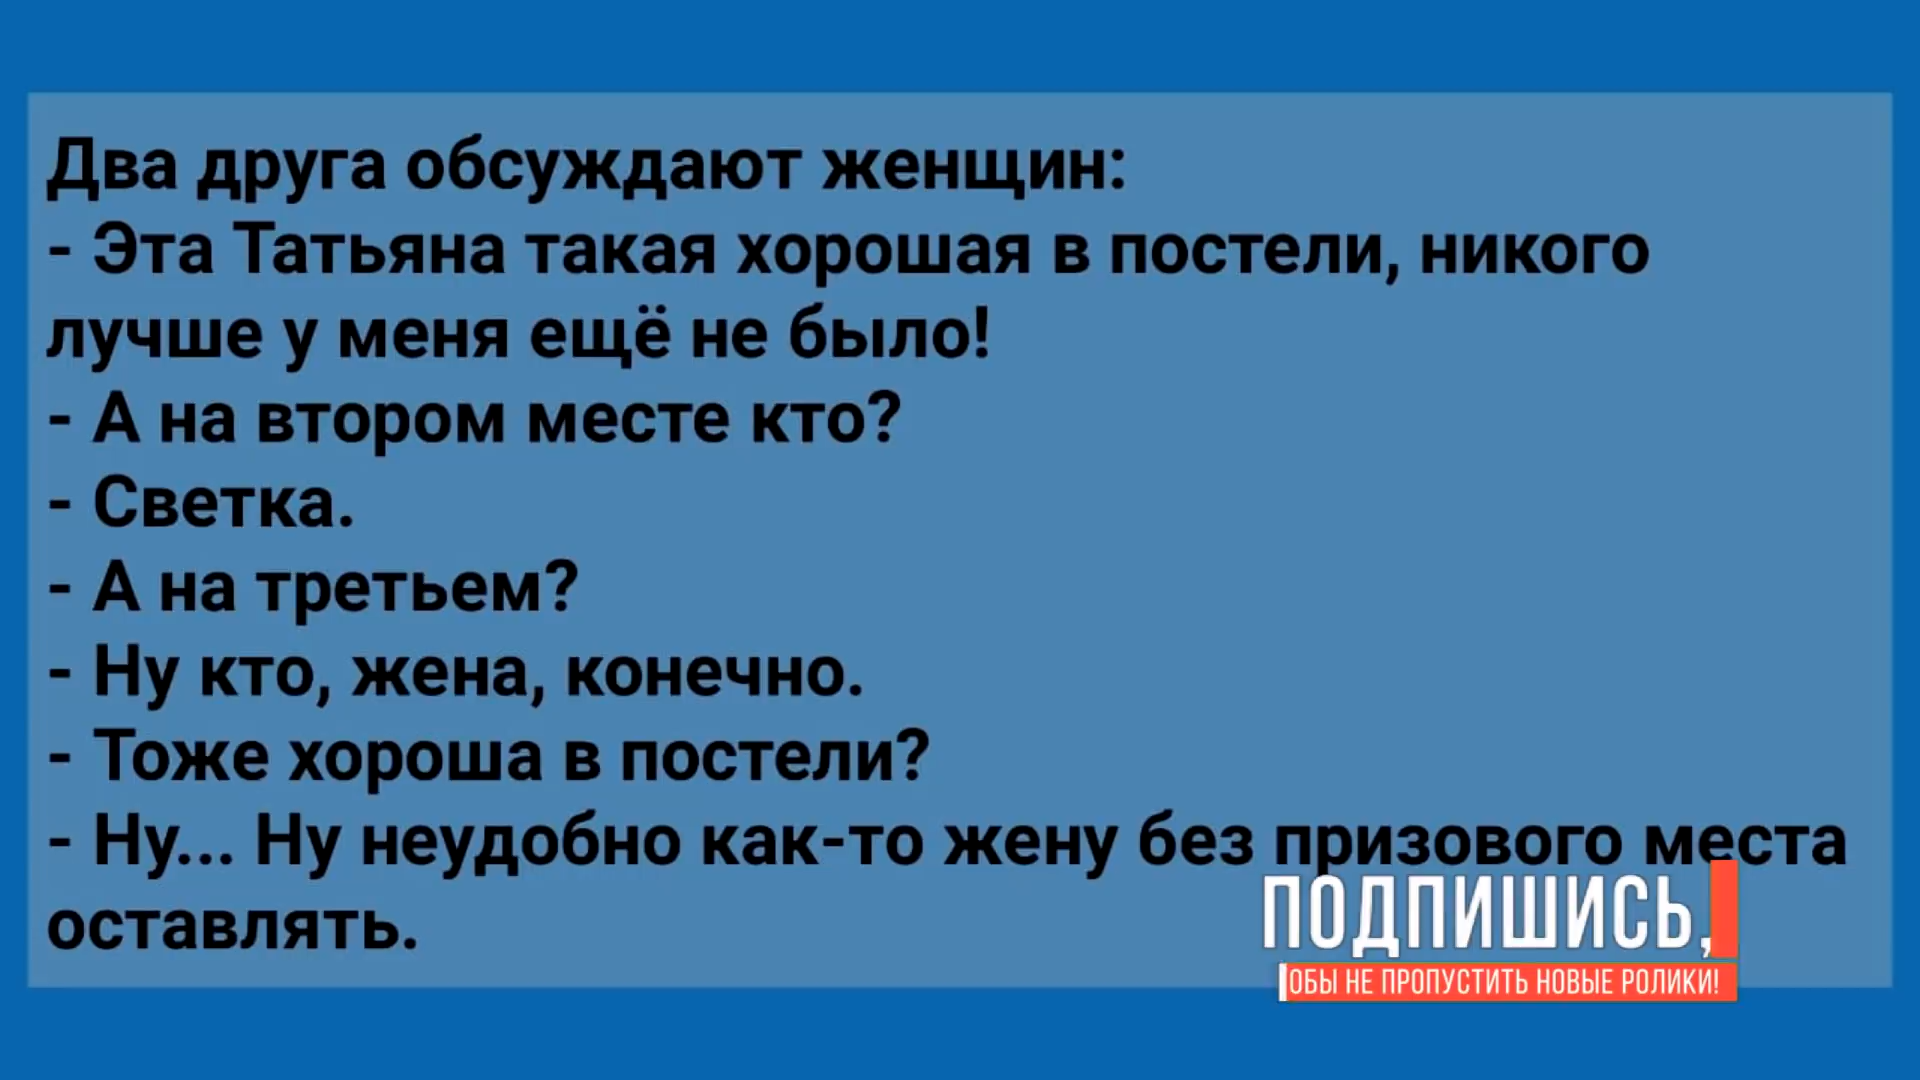 Два друга обсуждают женщин:
- Эта Татьяна такая хорошая в постели, никого
лучше у меня ещё не было!
- А на втором месте кто?
- Светка.
- А на третьем?
- Ну кто, жена, конечно.
- Тоже хороша в постели?
- Ну... Ну неудобно как-то жену без призового места
оставлять.
ПОДПИШИСЬ,
ОБЫ НЕ ПРОПУСТИТЬ НОВЫЕ РОЛИКИ!